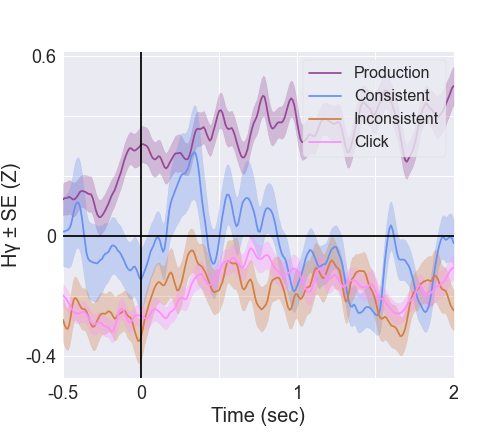 0.6
Production
Consistent
Inconsistent
Click
Hγ ± SE (Z)
0
-0.4
-0.5 0 1 2
Time (sec)